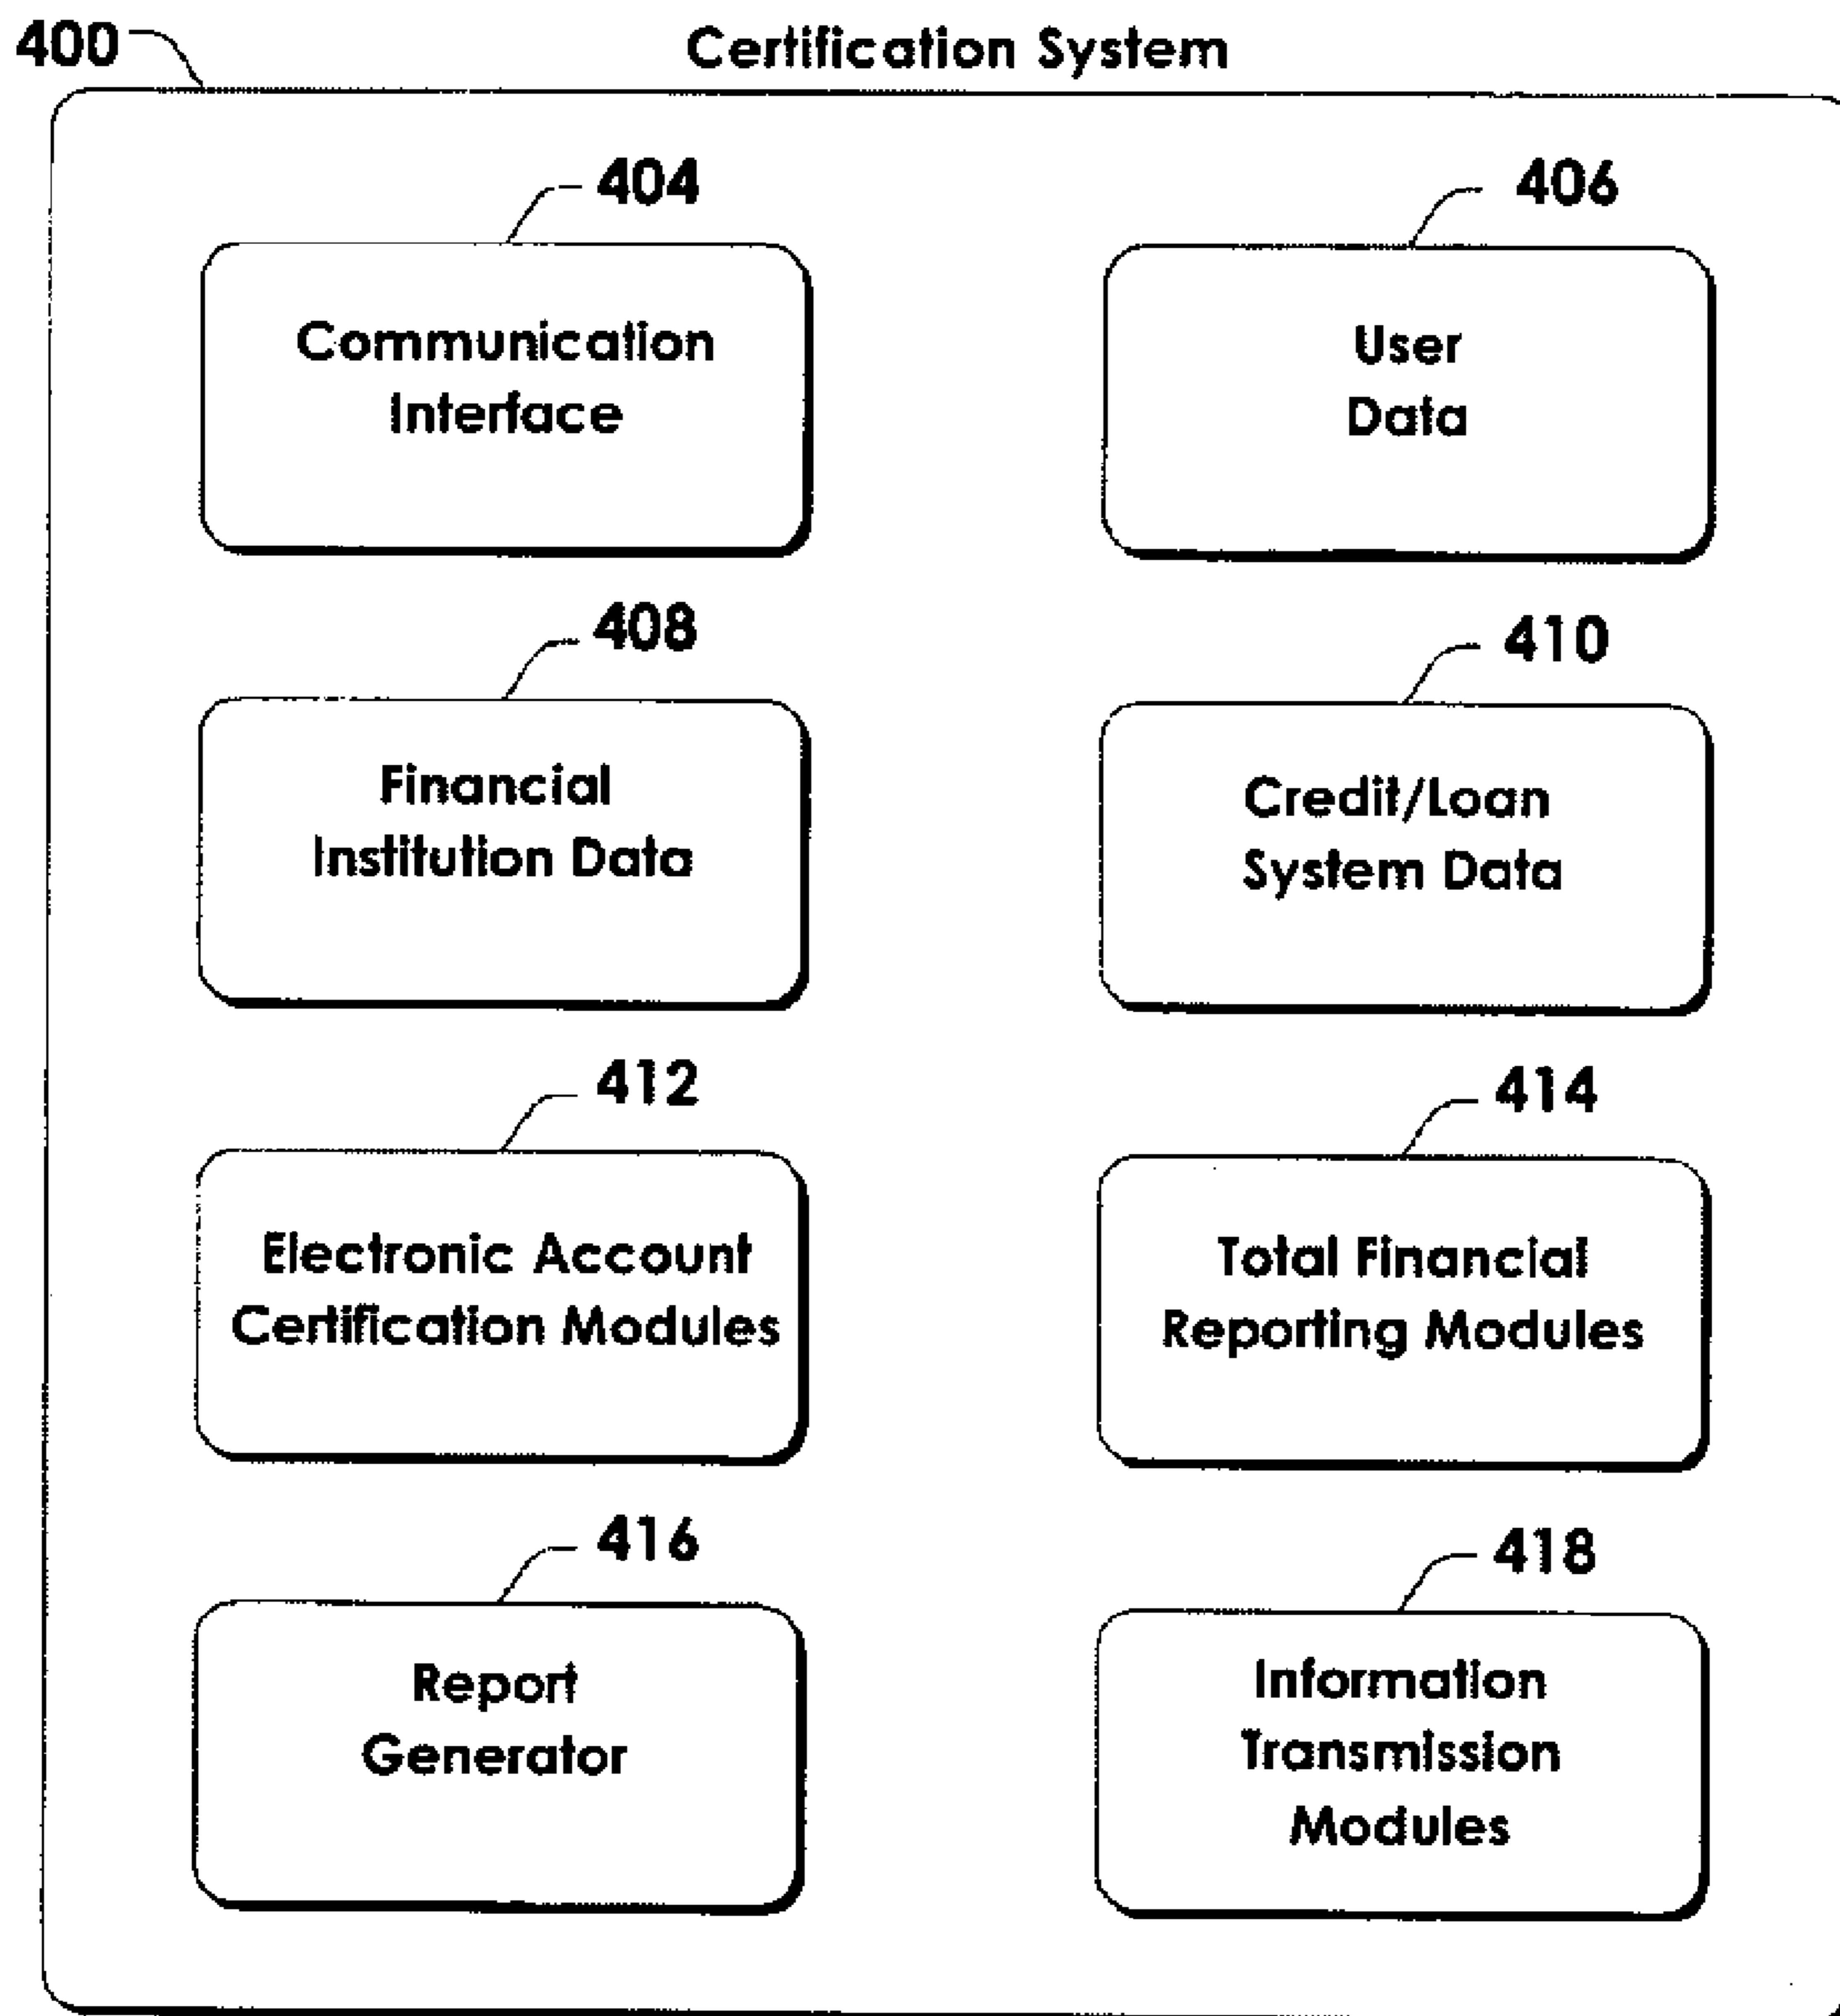 400
Certification System
404
Communication
Interface
406
User
Data
408
Financial
Institution Data
410
Credit/Loan
System Data
412
Electronic Account
Certification Modules
414
Total Financial
Reporting Modules
416
Report
Generator
418
Information
Transmission
Modules